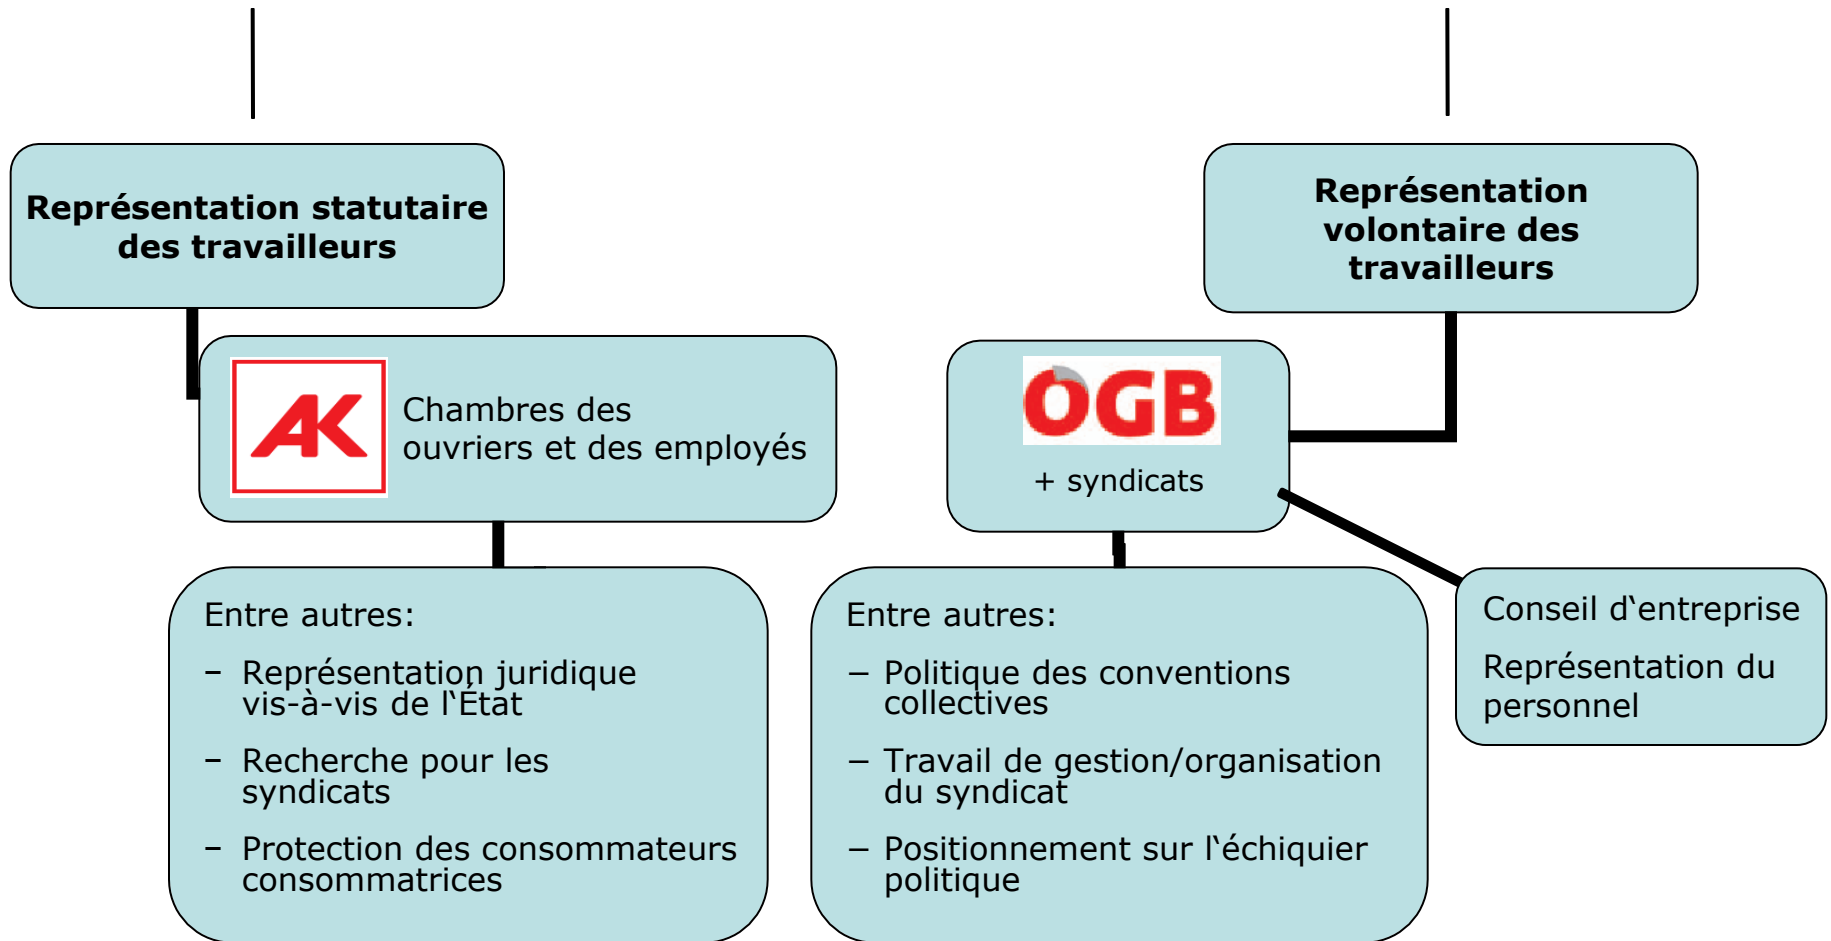 Représentation statutaire
des travailleurs
Représentation
volontaire des
travailleurs
AK
Chambres des
ouvriers et des employés
ÖGB
+ syndicats
Entre autres:
– Représentation juridique
vis-à-vis de l‘État
– Recherche pour les
syndicats
– Protection des consommateurs
consommatrices
Entre autres:
– Politique des conventions
collectives
– Travail de gestion/organisation
du syndicat
– Positionnement sur l‘échiquier
politique
Conseil d‘entreprise
Représentation du
personnel